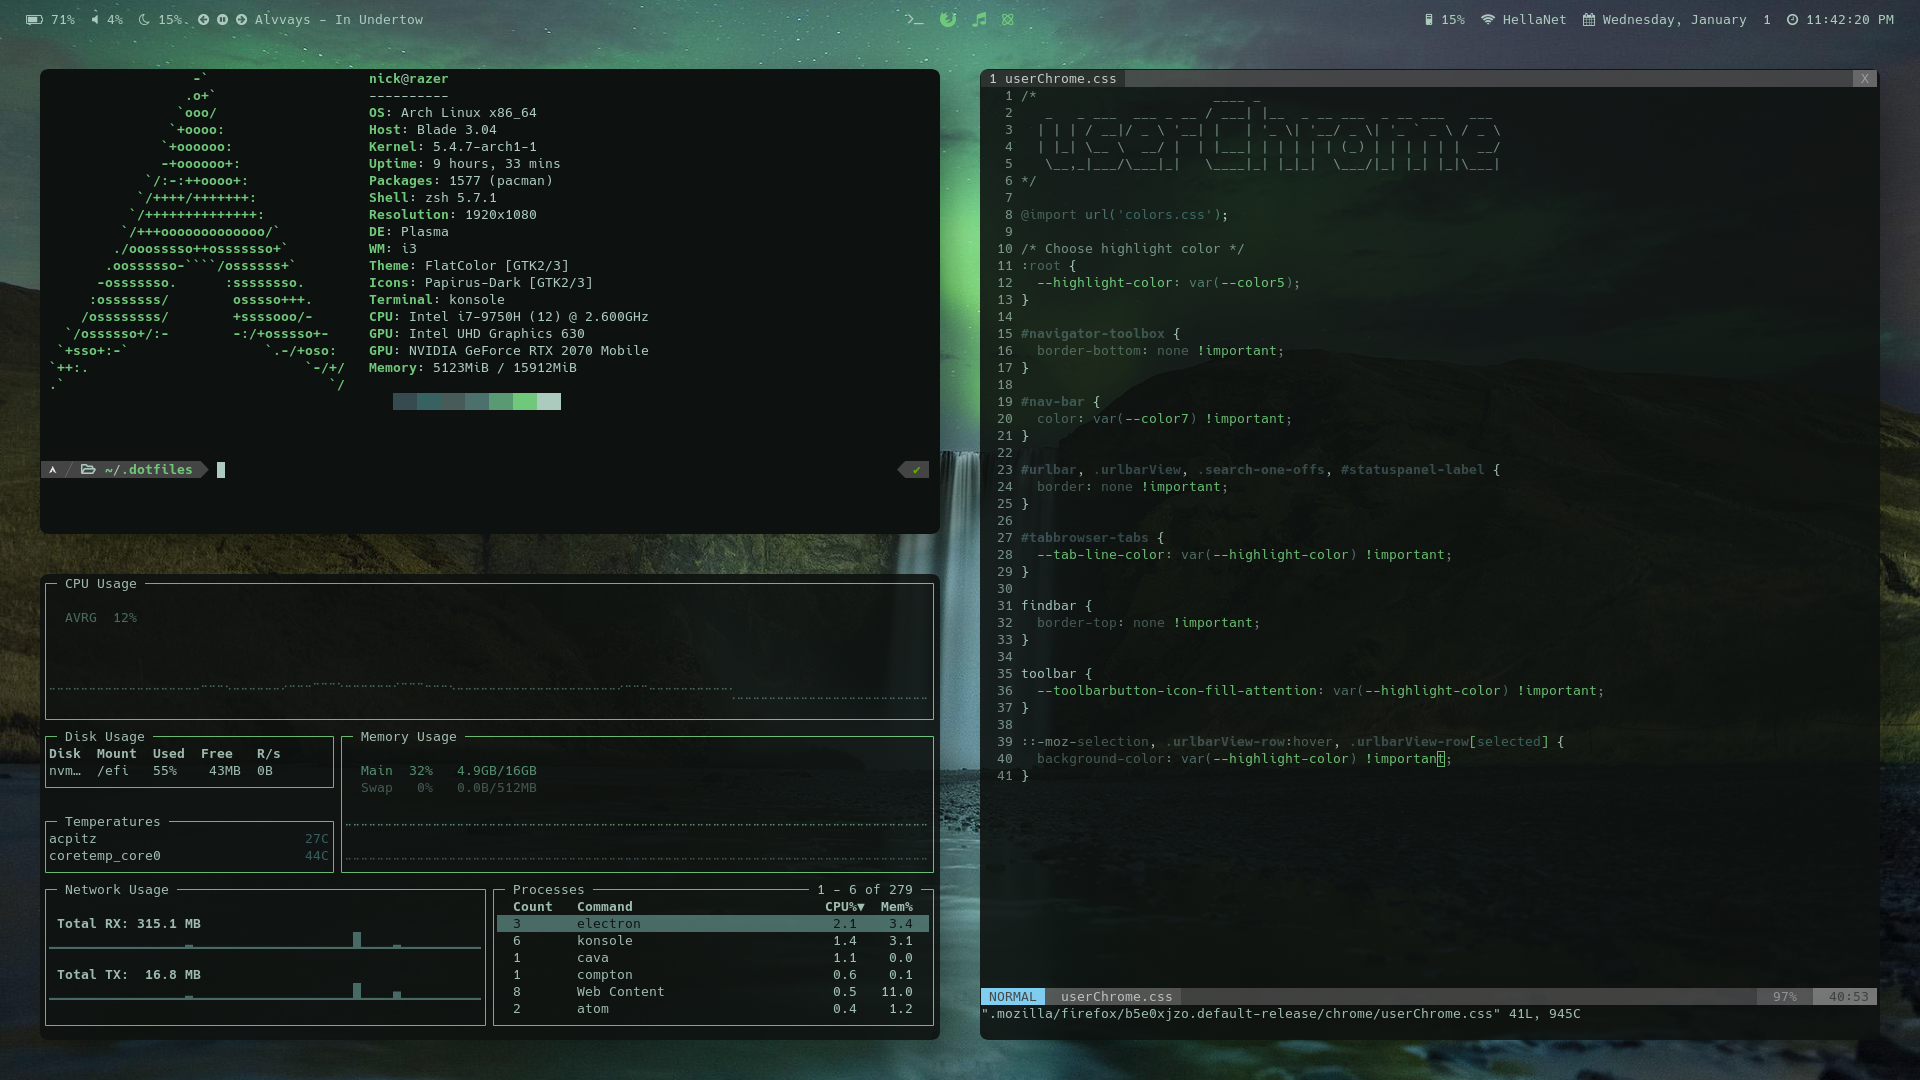 71% 4% 15% Alvvays - In Undertow 15% HellaNet Wednesday, January 1 11:42:20 PM
nick@razer
----------
OS: Arch Linux x86_64
Host: Blade 3.04
Kernel: 5.4.7-arch1-1
Uptime: 9 hours, 33 mins
Packages: 1577 (pacman)
Shell: zsh 5.7.1
Resolution: 1920x1080
DE: Plasma
WM: i3
Theme: FlatColor [GTK2/3]
Icons: Papirus-Dark [GTK2/3]
Terminal: konsole
CPU: Intel i7-9750H (12) @ 2.600GHz
GPU: Intel UHD Graphics 630
GPU: NVIDIA GeForce RTX 2070 Mobile
Memory: 5123MiB / 15912MiB
~/.dotfiles ✔
CPU Usage
AVRG 12%
Disk Usage
Disk Mount Used Free R/s
nvm… /efi 55% 43MB 0B
Temperatures
acpitz 27C
coretemp_core0 44C
Memory Usage
Main 32% 4.9GB/16GB
Swap 0% 0.0B/512MB
Network Usage
Total RX: 315.1 MB
Total TX: 16.8 MB
Processes 1 - 6 of 279
Count Command CPU%▼ Mem%
3 electron 2.1 3.4
6 konsole 1.4 3.1
1 cava 1.1 0.0
1 compton 0.6 0.1
8 Web Content 0.5 11.0
2 atom 0.4 1.2
1 userChrome.css X
1 /*
2
3
4
5
6 */
7
8 @import url('colors.css');
9
10 /* Choose highlight color */
11 :root {
12 --highlight-color: var(--color5);
13 }
14
15 #navigator-toolbox {
16 border-bottom: none !important;
17 }
18
19 #nav-bar {
20 color: var(--color7) !important;
21 }
22
23 #urlbar, .urlbarView, .search-one-offs, #statuspanel-label {
24 border: none !important;
25 }
26
27 #tabbrowser-tabs {
28 --tab-line-color: var(--highlight-color) !important;
29 }
30
31 findbar {
32 border-top: none !important;
33 }
34
35 toolbar {
36 --toolbarbutton-icon-fill-attention: var(--highlight-color) !important;
37 }
38
39 ::-moz-selection, .urlbarView-row:hover, .urlbarView-row[selected] {
40 background-color: var(--highlight-color) !important;
41 }
NORMAL userChrome.css 97% 40:53
".mozilla/firefox/b5e0xjzo.default-release/chrome/userChrome.css" 41L, 945C